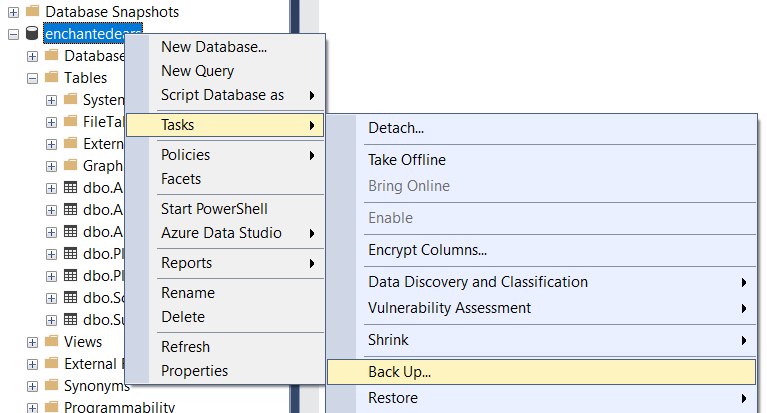 Database Snapshots
enchantedears
Database
Tables
System
FileTab
Extern
Graph
dbo.A
dbo.A
dbo.A
dbo.Pl
dbo.Pl
dbo.Sc
dbo.Su
Views
External R
Synonyms
Programmability
New Database...
New Query
Script Database as
Tasks
Policies
Facets
Start PowerShell
Azure Data Studio
Reports
Rename
Delete
Refresh
Properties
Detach...
Take Offline
Bring Online
Enable
Encrypt Columns...
Data Discovery and Classification
Vulnerability Assessment
Shrink
Back Up...
Restore